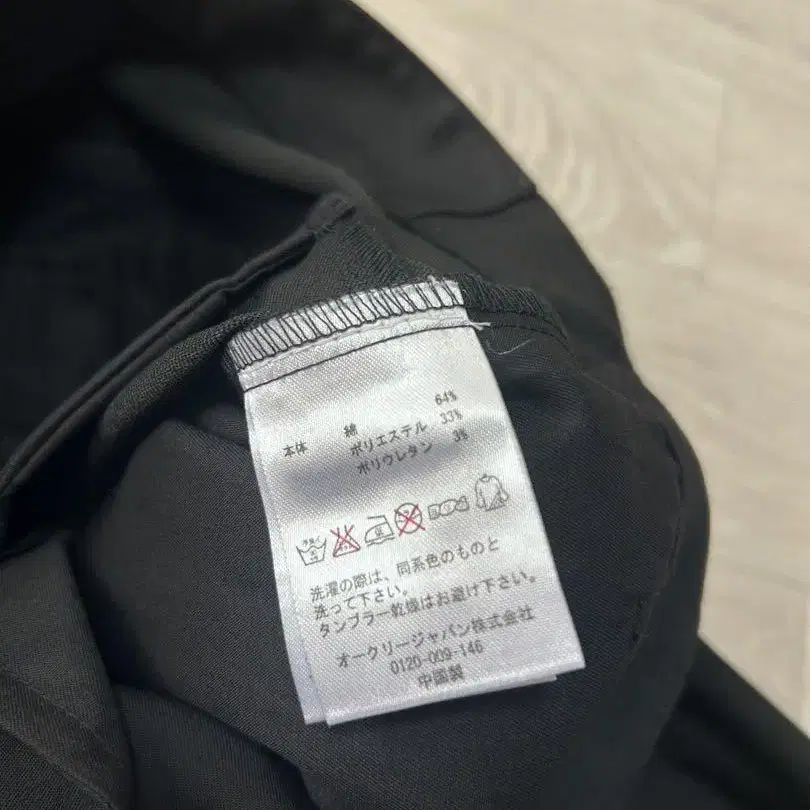 本体 綿 64%
ポリエステル 33%
ポリウレタン 3%
洗濯の際は、同系色のものと
洗って下さい。
タンブラー乾燥はお避け下さい。
オークリージャパン株式会社
0120-009-146
中国製